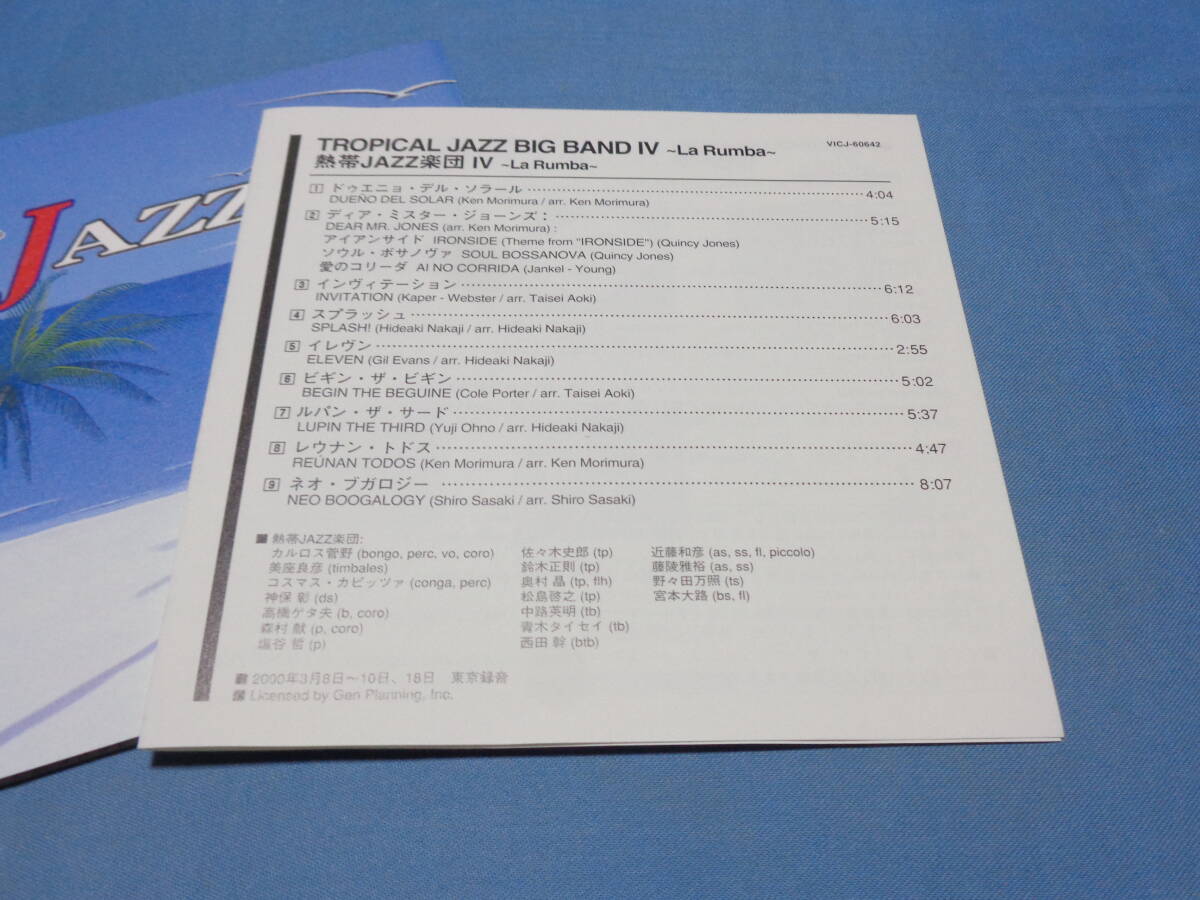 JAZZ
TROPICAL JAZZ BIG BAND IV ~La Rumba~
VICJ-60642
熱帯JAZZ楽団 IV ~La Rumba~
1 ドゥエニョ・デル・ソラール 4:04
DUEÑO DEL SOLAR (Ken Morimura / arr. Ken Morimura)
2 ディア・ミスター・ジョーンズ： 5:15
DEAR MR. JONES (arr. Ken Morimura) :
アイアンサイド IRONSIDE (Theme from "IRONSIDE") (Quincy Jones)
ソウル・ボサノヴァ SOUL BOSSANOVA (Quincy Jones)
愛のコリーダ AI NO CORRIDA (Jankel - Young)
3 インヴィテーション 6:12
INVITATION (Kaper - Webster / arr. Taisei Aoki)
4 スプラッシュ 6:03
SPLASH! (Hideaki Nakaji / arr. Hideaki Nakaji)
5 イレヴン 2:55
ELEVEN (Gil Evans / arr. Hideaki Nakaji)
6 ビギン・ザ・ビギン 5:02
BEGIN THE BEGUINE (Cole Porter / arr. Taisei Aoki)
7 ルパン・ザ・サード 5:37
LUPIN THE THIRD (Yuji Ohno / arr. Hideaki Nakaji)
8 レウナン・トドス 4:47
REÚNAN TODOS (Ken Morimura / arr. Ken Morimura)
9 ネオ・ブガロジー 8:07
NEO BOOGALOGY (Shiro Sasaki / arr. Shiro Sasaki)
■ 熱帯JAZZ楽団:
カルロス菅野 (bongo, perc, vo, coro)
美座良彦 (timbales)
コスマス・カピッツァ (conga, perc)
神保 彰 (ds)
高橋ゲタ夫 (b, coro)
森村 献 (p, coro)
塩谷 哲 (p)
佐々木史郎 (tp)
鈴木正則 (tp)
奥村 晶 (tp, flh)
松島啓之 (tp)
中路英明 (tb)
青木タイセイ (tb)
西田 幹 (btb)
近藤和彦 (as, ss, fl, piccolo)
藤陵雅裕 (as, ss)
野々田万照 (ts)
宮本大路 (bs, fl)
2000年3月8日～10日、18日 東京録音
Licensed by Gen Planning, Inc.